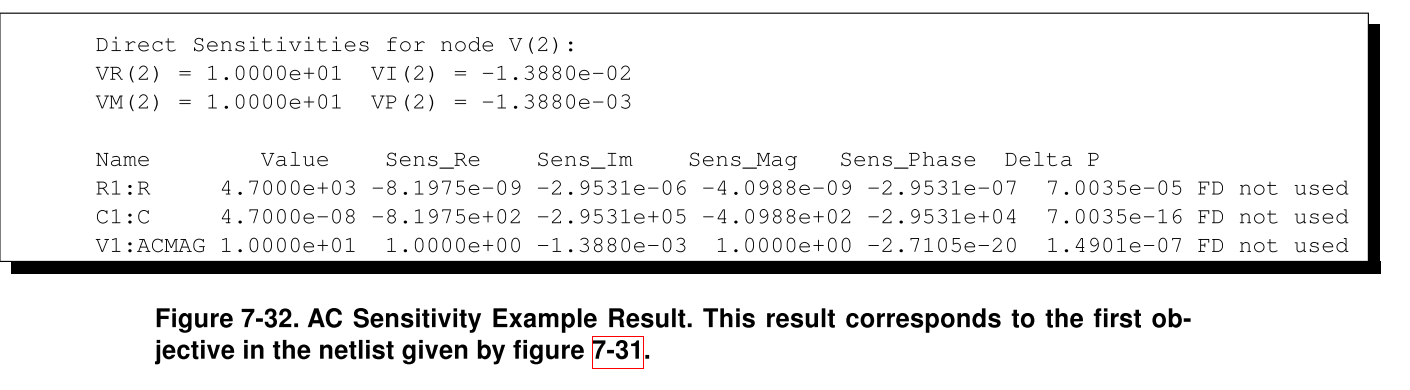 Direct Sensitivities for node V(2):
VR(2) = 1.0000e+01  VI(2) = -1.3880e-02
VM(2) = 1.0000e+01  VP(2) = -1.3880e-03
Name        Value    Sens_Re    Sens_Im    Sens_Mag   Sens_Phase  Delta P
R1:R     4.7000e+03 -8.1975e-09 -2.9531e-06 -4.0988e-09 -2.9531e-07  7.0035e-05 FD not used
C1:C     4.7000e-08 -8.1975e+02 -2.9531e+05 -4.0988e+02 -2.9531e+04  7.0035e-16 FD not used
V1:ACMAG 1.0000e+01  1.0000e+00 -1.3880e-03  1.0000e+00 -2.7105e-20  1.4901e-07 FD not used
Figure 7-32. AC Sensitivity Example Result. This result corresponds to the first ob-
jective in the netlist given by figure 7-31.